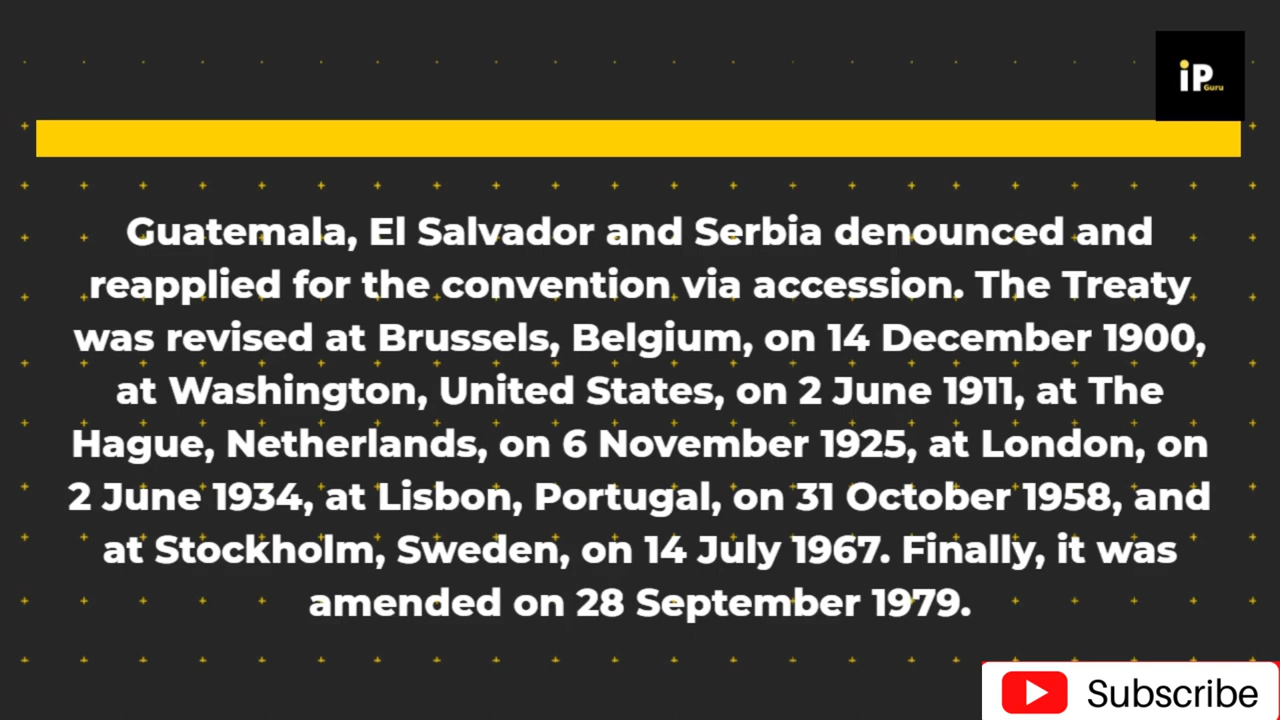 iP
Guru
Guatemala, El Salvador and Serbia denounced and
reapplied for the convention via accession. The Treaty
was revised at Brussels, Belgium, on 14 December 1900,
at Washington, United States, on 2 June 1911, at The
Hague, Netherlands, on 6 November 1925, at London, on
2 June 1934, at Lisbon, Portugal, on 31 October 1958, and
at Stockholm, Sweden, on 14 July 1967. Finally, it was
amended on 28 September 1979.
Subscribe